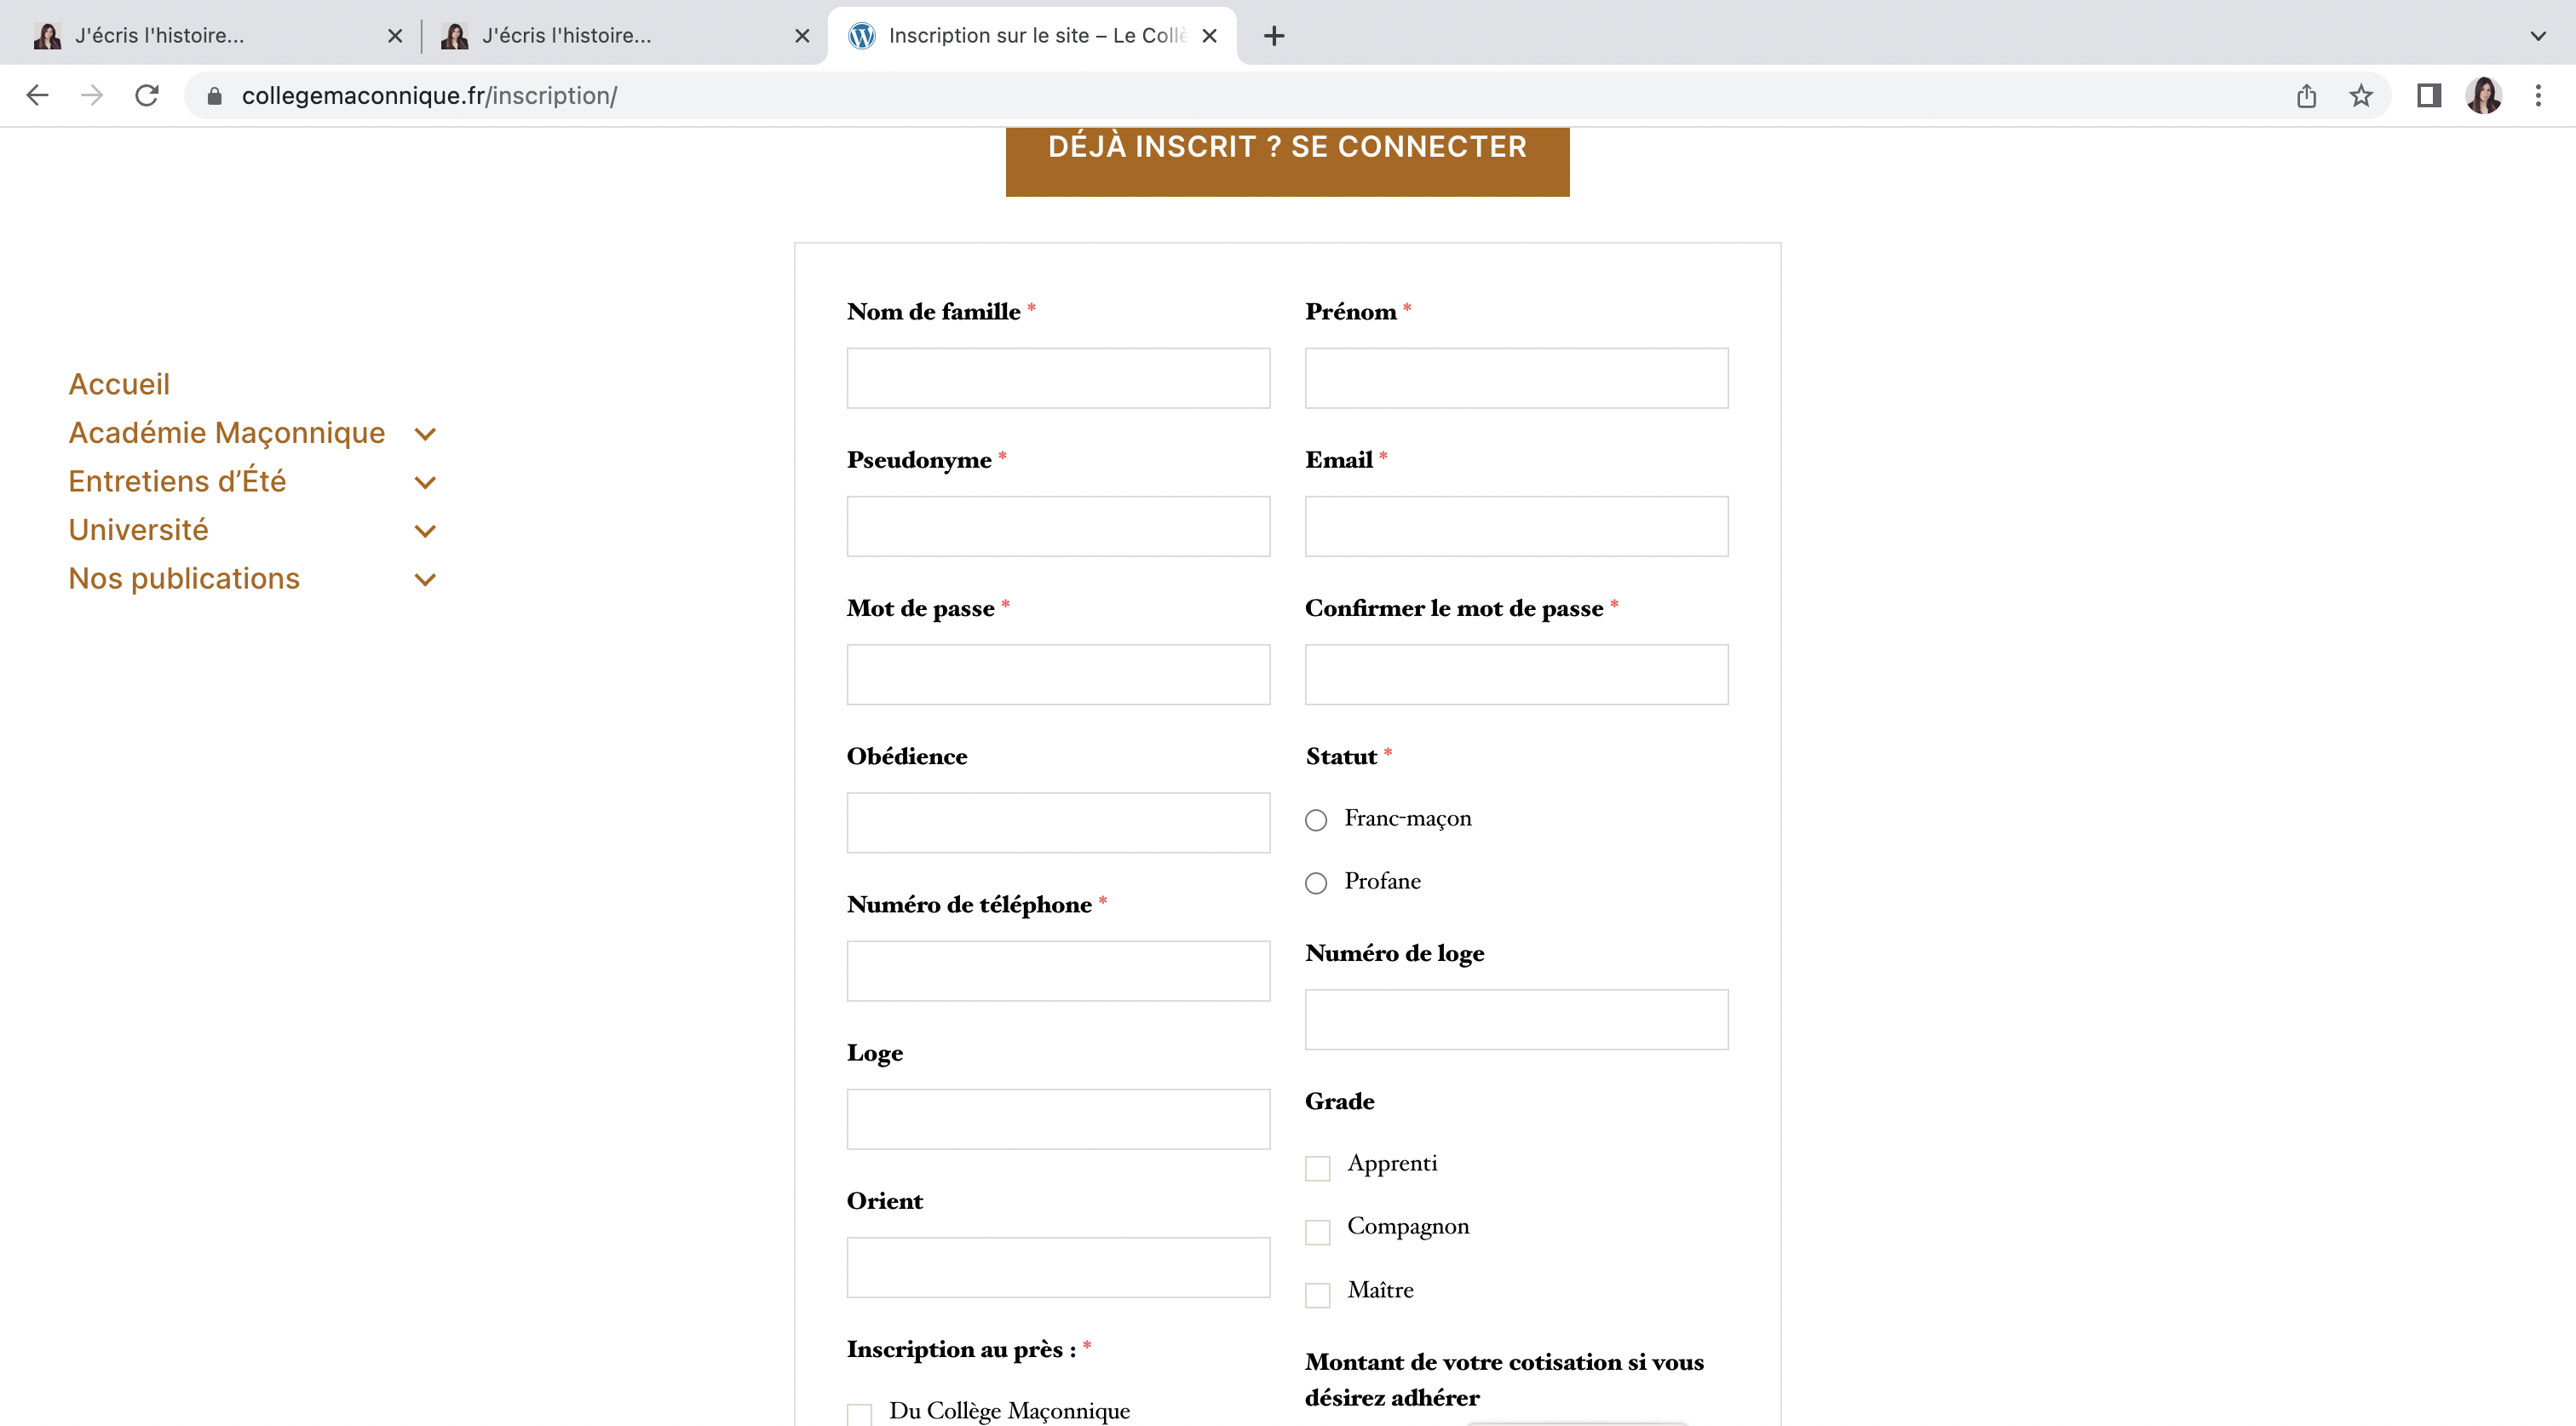 J'écris l'histoire...
J'écris l'histoire...
Inscription sur le site – Le Collè
collegemaconnique.fr/inscription/
DÉJÀ INSCRIT ? SE CONNECTER
Accueil
Académie Maçonnique
Entretiens d’Été
Université
Nos publications
Nom de famille *
Prénom *
Pseudonyme *
Email *
Mot de passe *
Confirmer le mot de passe *
Obédience
Statut *
Franc-maçon
Profane
Numéro de téléphone *
Numéro de loge
Loge
Grade
Apprenti
Orient
Compagnon
Maître
Inscription au près : *
Du Collège Maçonnique
Montant de votre cotisation si vous
désirez adhérer